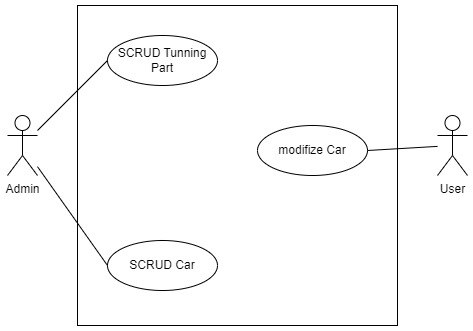 SCRUD Tunning
Part
modifize Car
Admin
User
SCRUD Car